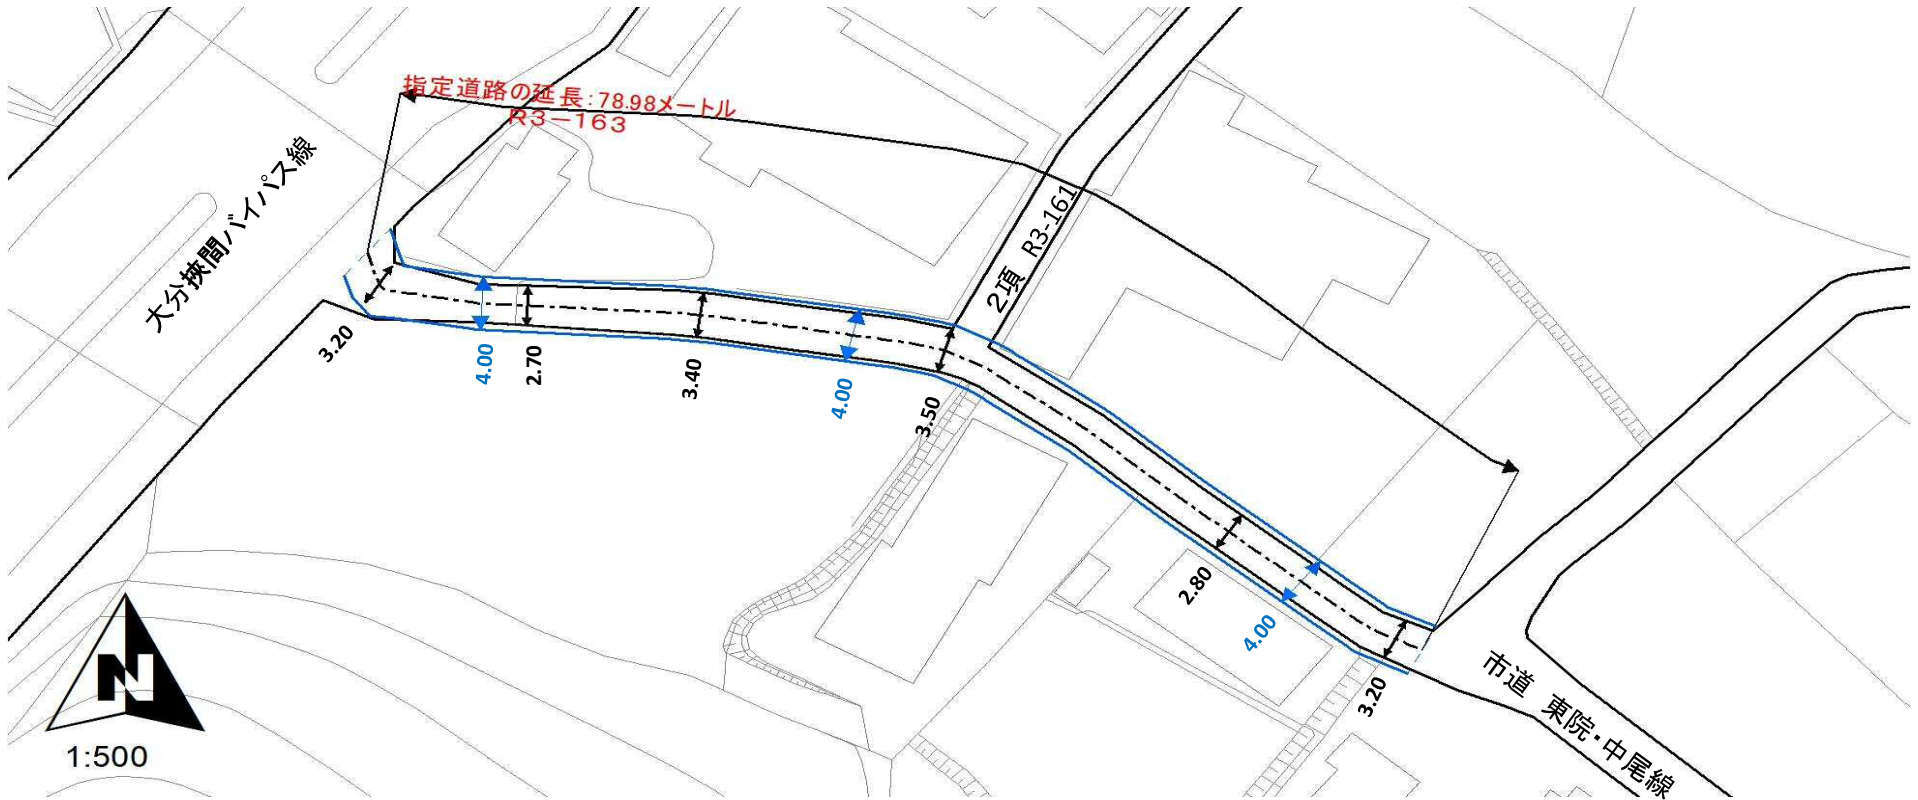 指定道路の延長:78.98メートル
R3-163
大分挾間バイパス線
2項 R3-161
3.20
4.00
2.70
3.40
4.00
3.50
2.80
4.00
3.20
市道 東院・中尾線
N
1:500